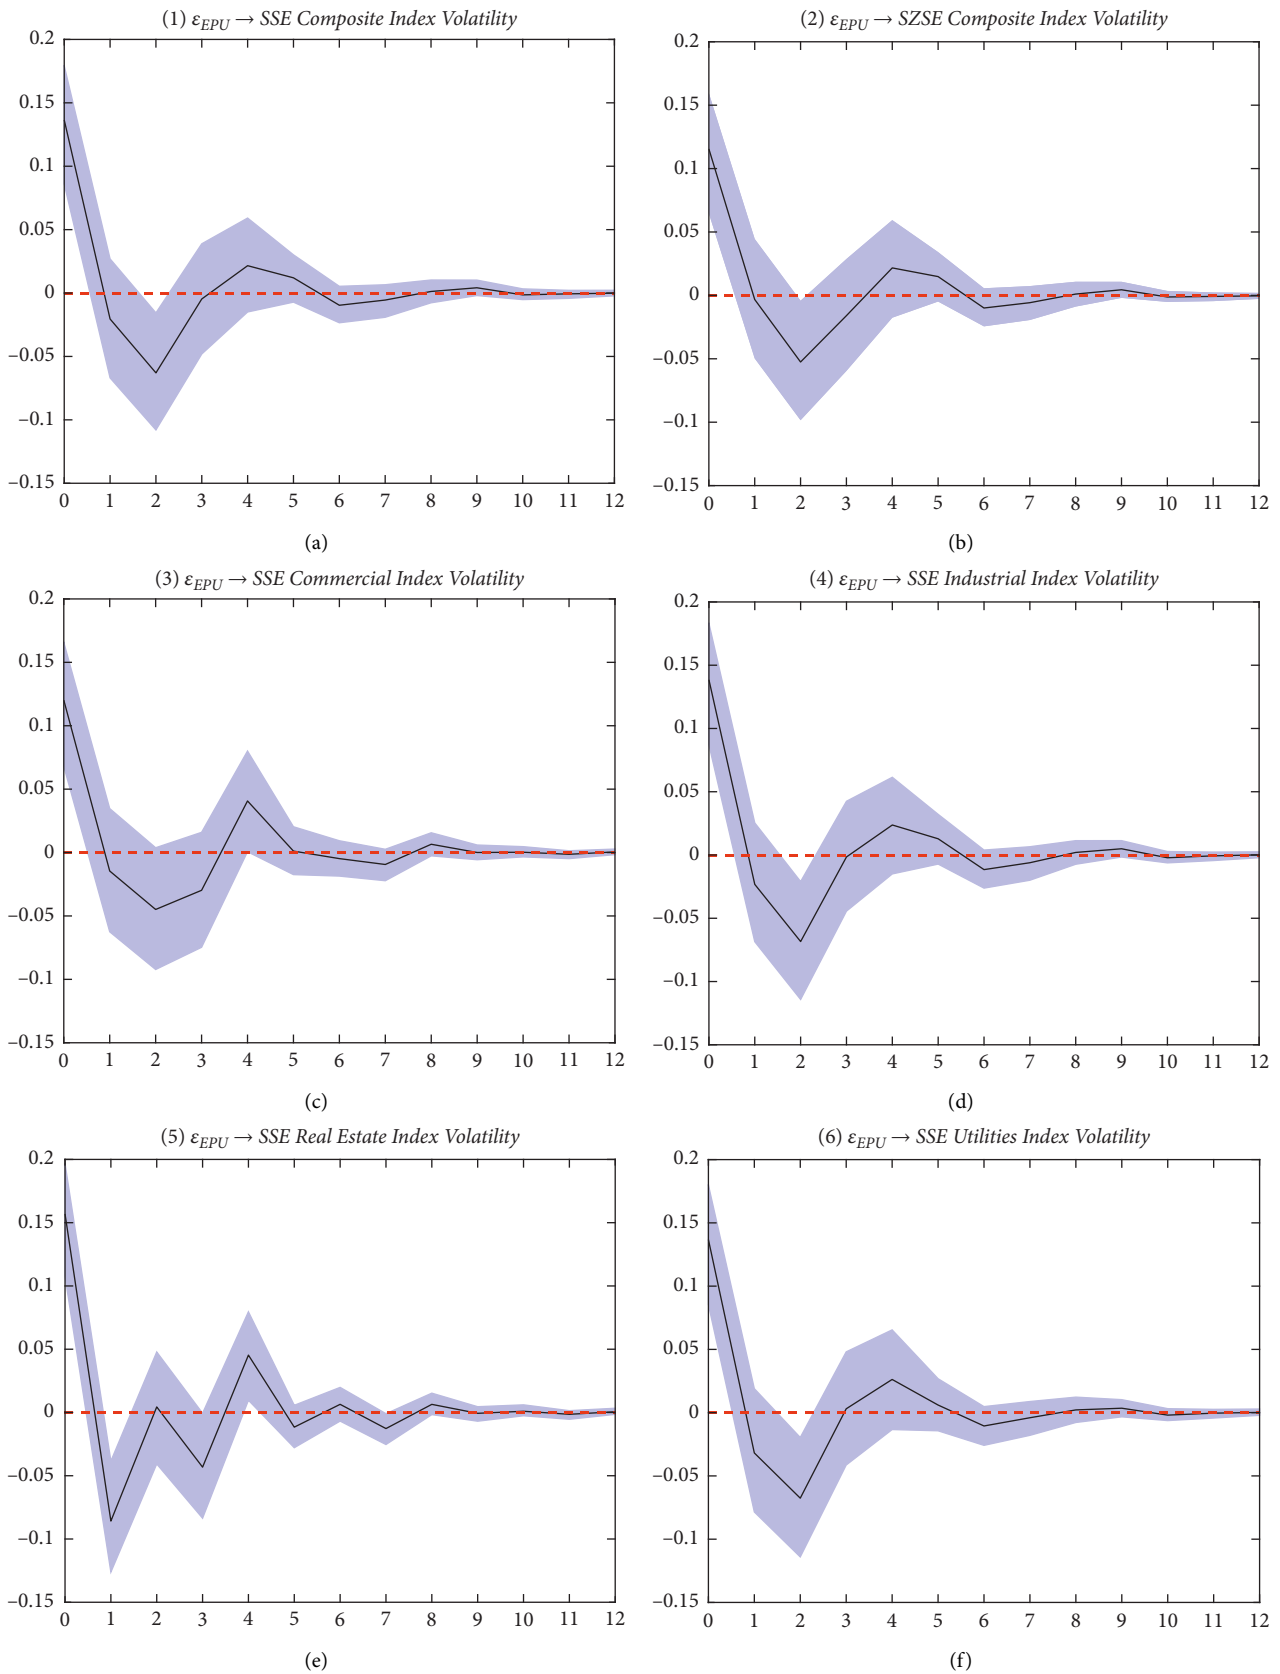 (1) ε_EPU → SSE Composite Index Volatility
0.2
0.15
0.1
0.05
0
–0.05
–0.1
–0.15
0 1 2 3 4 5 6 7 8 9 10 11 12
(a)
(2) ε_EPU → SZSE Composite Index Volatility
0.2
0.15
0.1
0.05
0
–0.05
–0.1
–0.15
0 1 2 3 4 5 6 7 8 9 10 11 12
(b)
(3) ε_EPU → SSE Commercial Index Volatility
0.2
0.15
0.1
0.05
0
–0.05
–0.1
–0.15
0 1 2 3 4 5 6 7 8 9 10 11 12
(c)
(4) ε_EPU → SSE Industrial Index Volatility
0.2
0.15
0.1
0.05
0
–0.05
–0.1
–0.15
0 1 2 3 4 5 6 7 8 9 10 11 12
(d)
(5) ε_EPU → SSE Real Estate Index Volatility
0.2
0.15
0.1
0.05
0
–0.05
–0.1
–0.15
0 1 2 3 4 5 6 7 8 9 10 11 12
(e)
(6) ε_EPU → SSE Utilities Index Volatility
0.2
0.15
0.1
0.05
0
–0.05
–0.1
–0.15
0 1 2 3 4 5 6 7 8 9 10 11 12
(f)